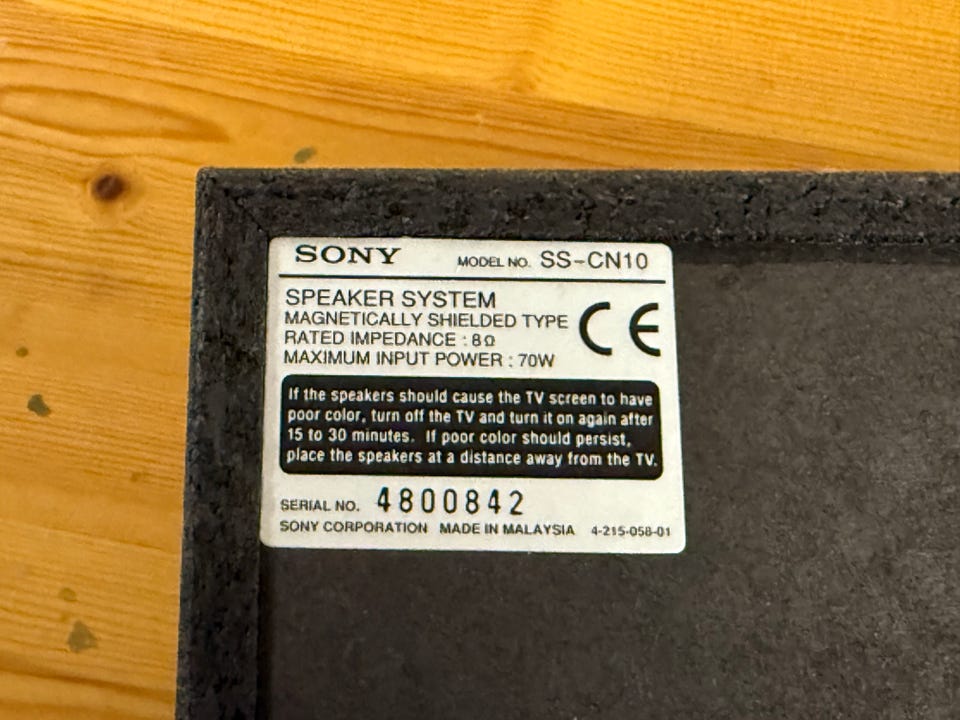 SONY MODEL NO. SS-CN10
SPEAKER SYSTEM
MAGNETICALLY SHIELDED TYPE
RATED IMPEDANCE : 8Ω
MAXIMUM INPUT POWER : 70W
CE
If the speakers should cause the TV screen to have
poor color, turn off the TV and turn it on again after
15 to 30 minutes. If poor color should persist,
place the speakers at a distance away from the TV.
SERIAL NO. 4800842
SONY CORPORATION MADE IN MALAYSIA 4-215-058-01